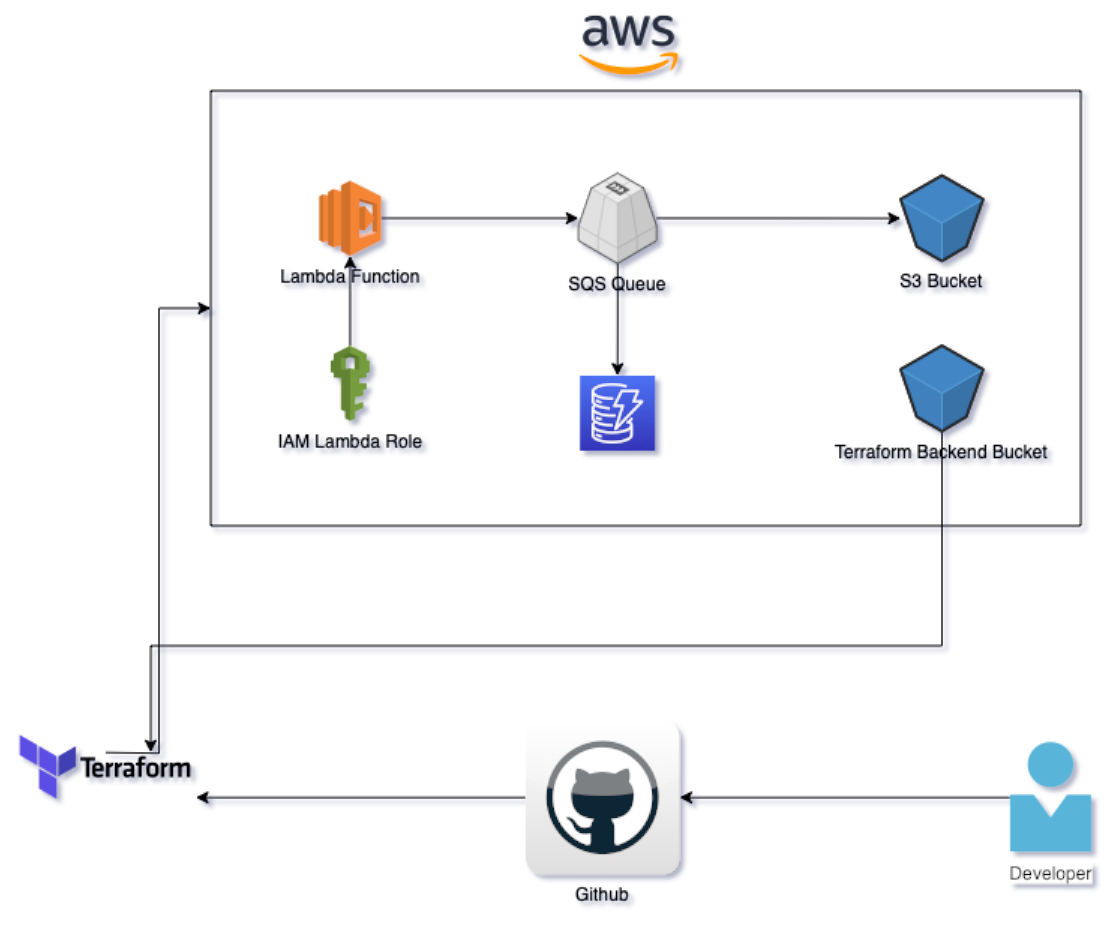 aws
Lambda Function
SQS Queue
S3 Bucket
IAM Lambda Role
Terraform Backend Bucket
Terraform
Github
Developer